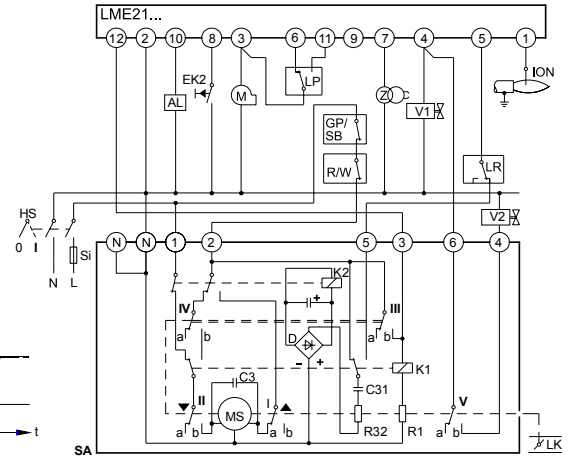 LME21...
12 2 10 8 3 6 11 9 7 4 5 1
EK2
LP
ION
AL
M
Z
C
V1
GP/
SB
R/W
LR
HS
0 I
Si
N L
V2
N N 1 2 5 3 6 4
K2
IV
a b
D
+
- +
III
a b
K1
C3
C31
II
I
V
a b
MS
a b
R32
R1
a b
t
SA
LK